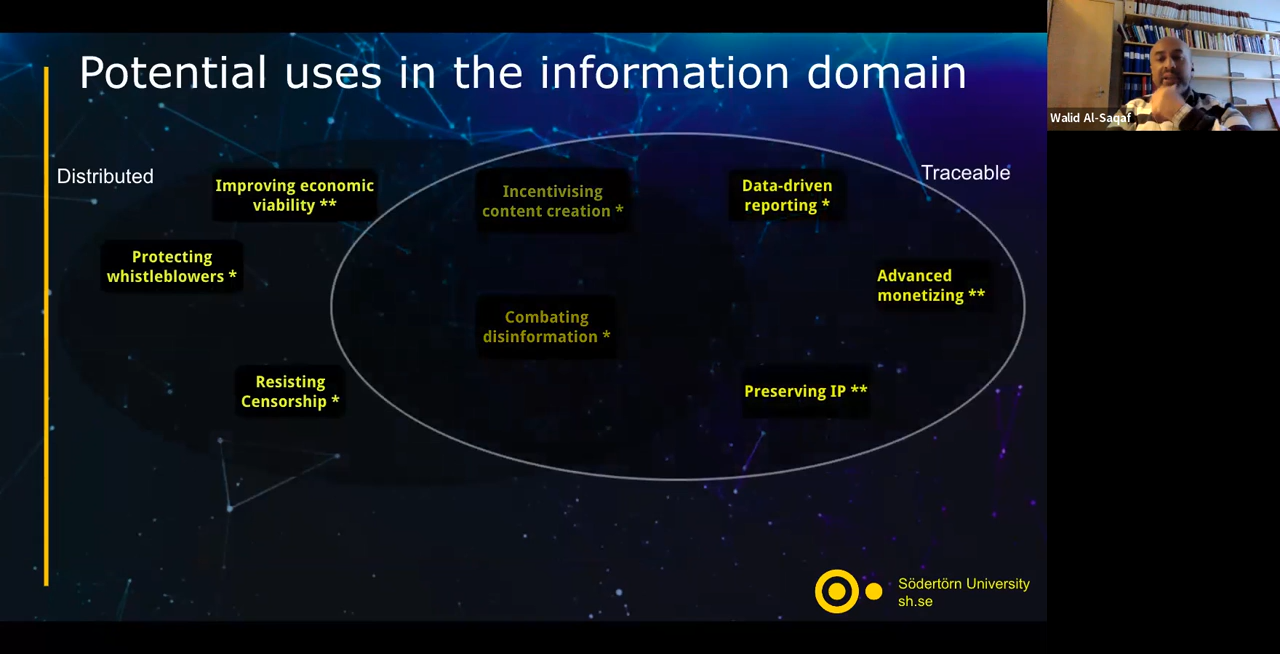 Potential uses in the information domain
Walid Al-Saqaf
Distributed
Traceable
Improving economic
viability **
Incentivising
content creation *
Data-driven
reporting *
Protecting
whistleblowers *
Advanced
monetizing **
Combating
disinformation *
Resisting
Censorship *
Preserving IP **
Södertörn University
sh.se